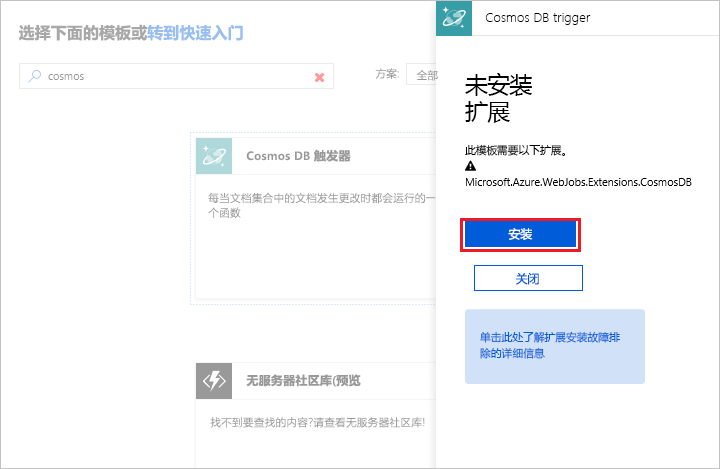 选择下面的模板或转到快速入门
cosmos
方案:
全部
Cosmos DB 触发器
每当文档集合中的文档发生更改时都会运行的一
个函数
无服务器社区库(预览
找不到要查找的内容?请查看无服务器社区库!
Cosmos DB trigger
未安装
扩展
此模板需要以下扩展。
Microsoft.Azure.WebJobs.Extensions.CosmosDB
安装
关闭
单击此处了解扩展安装故障排
除的详细信息